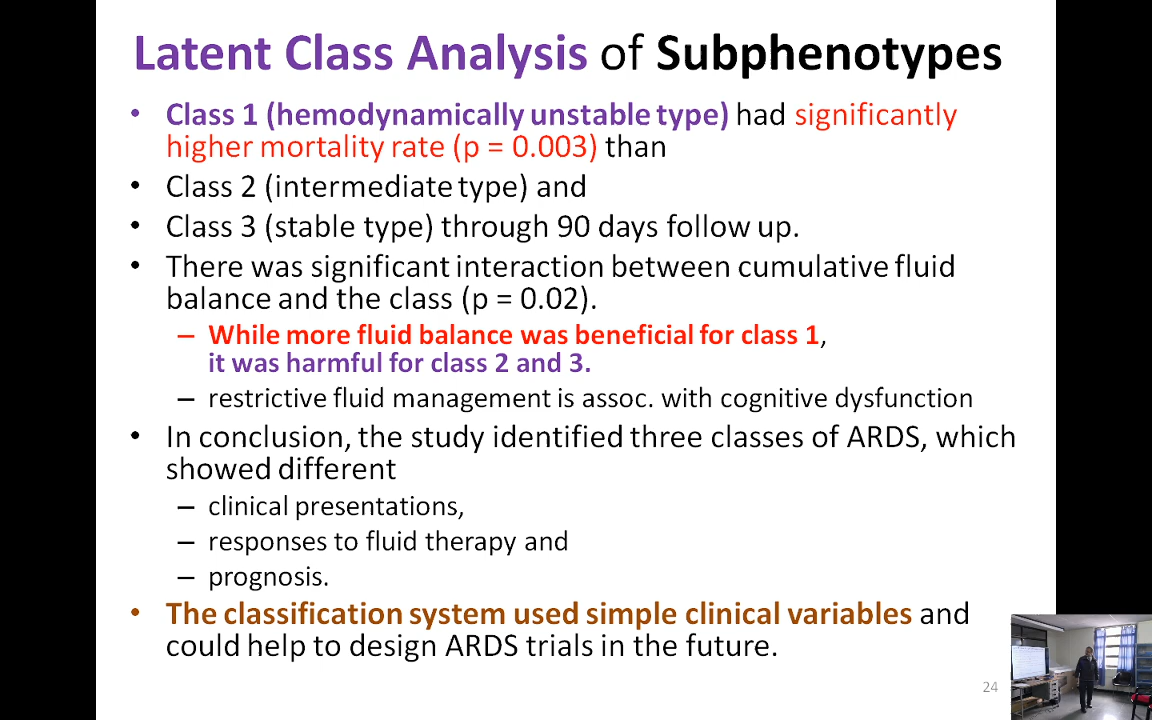 Latent Class Analysis of Subphenotypes
• Class 1 (hemodynamically unstable type) had significantly
higher mortality rate (p = 0.003) than
• Class 2 (intermediate type) and
• Class 3 (stable type) through 90 days follow up.
• There was significant interaction between cumulative fluid
balance and the class (p = 0.02).
– While more fluid balance was beneficial for class 1,
it was harmful for class 2 and 3.
– restrictive fluid management is assoc. with cognitive dysfunction
• In conclusion, the study identified three classes of ARDS, which
showed different
– clinical presentations,
– responses to fluid therapy and
– prognosis.
• The classification system used simple clinical variables and
could help to design ARDS trials in the future.
24